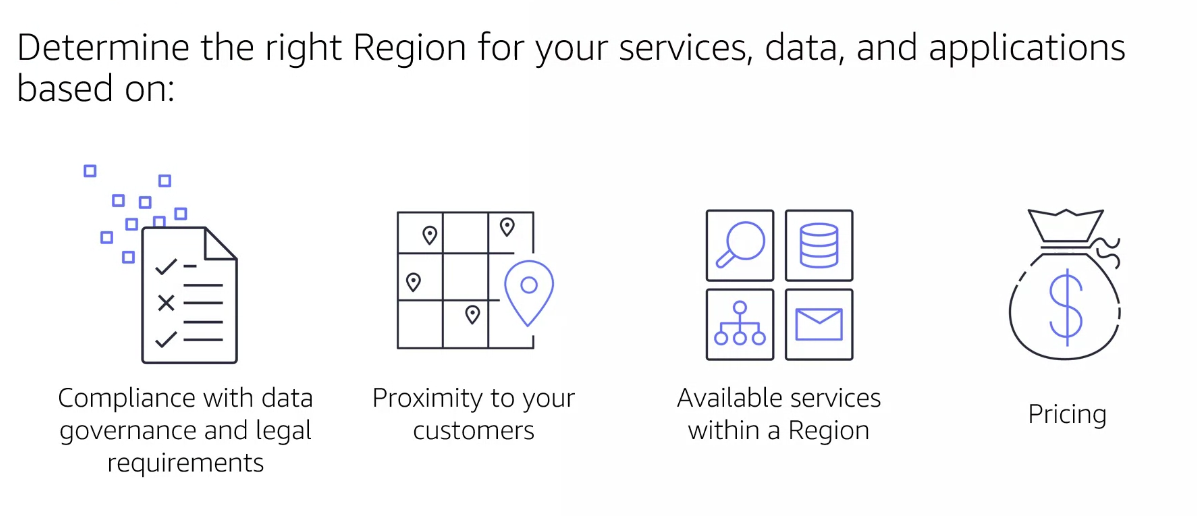 Determine the right Region for your services, data, and applications
based on:
Compliance with data
governance and legal
requirements
Proximity to your
customers
Available services
within a Region
Pricing